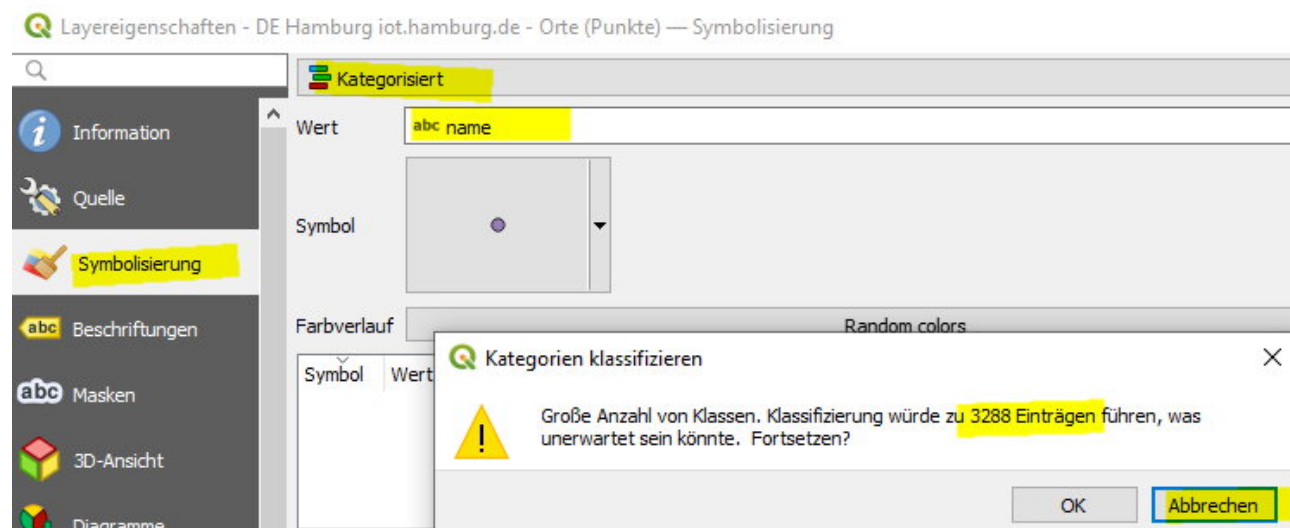 Layereigenschaften - DE Hamburg iot.hamburg.de - Orte (Punkte) — Symbolisierung
Kategorisiert
Information
Wert
abc name
Quelle
Symbol
Symbolisierung
abc Beschriftungen
Farbverlauf
Random colors
Kategorien klassifizieren
Symbol Wert
abc Masken
Große Anzahl von Klassen. Klassifizierung würde zu 3288 Einträgen führen, was
unerwartet sein könnte. Fortsetzen?
3D-Ansicht
OK Abbrechen
Diagramme